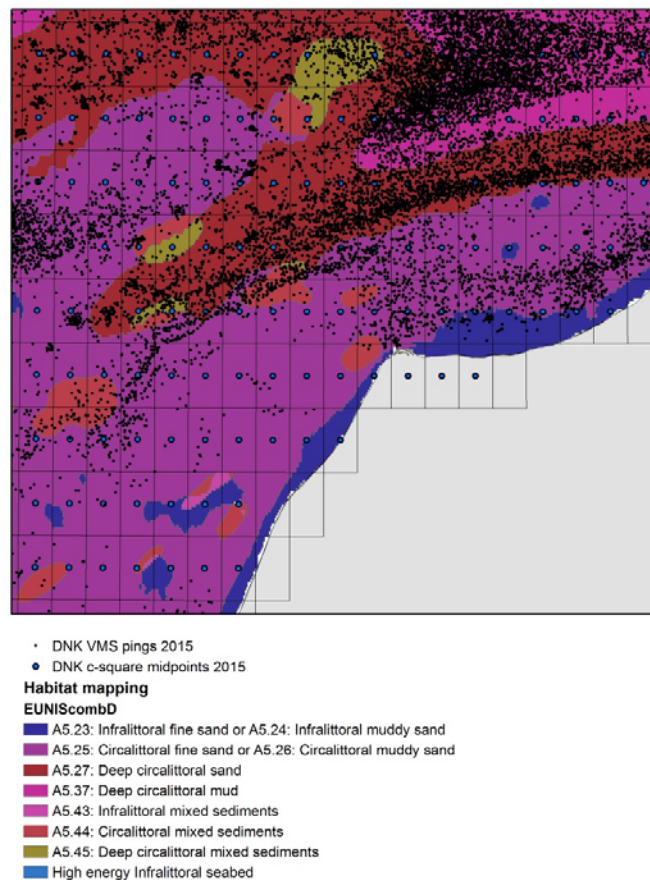 DNK VMS pings 2015
DNK c-square midpoints 2015
Habitat mapping
EUNIScombD
A5.23: Infralittoral fine sand or A5.24: Infralittoral muddy sand
A5.25: Circalittoral fine sand or A5.26: Circalittoral muddy sand
A5.27: Deep circalittoral sand
A5.37: Deep circalittoral mud
A5.43: Infralittoral mixed sediments
A5.44: Circalittoral mixed sediments
A5.45: Deep circalittoral mixed sediments
High energy Infralittoral seabed